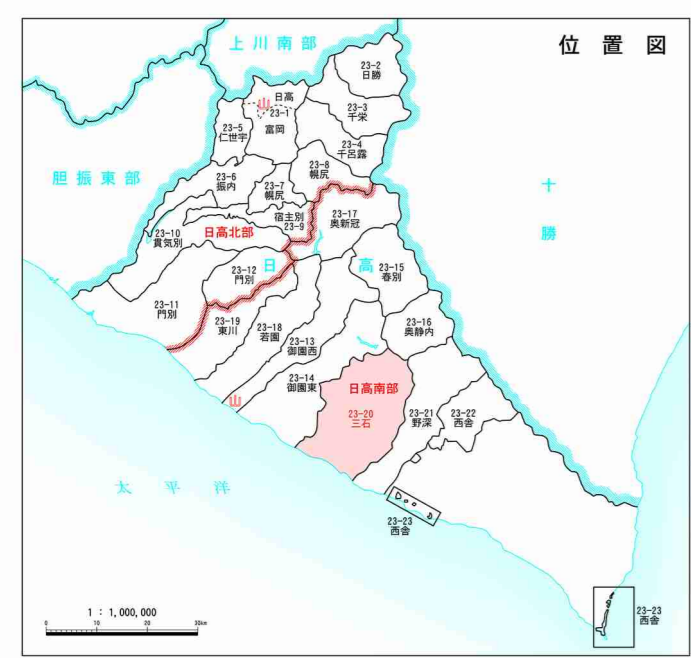 位置図
上川南部
23-2
日勝
日高
山
23-1
富岡
23-3
千栄
23-5
仁世宇
23-4
千呂露
23-8
幌尻
23-6
振内
23-7
幌尻
胆振東部
十勝
宿主別
23-9
23-17
奥新冠
23-10
貫気別
日高北部
日高
23-12
門別
23-15
春別
23-11
門別
23-19
東川
23-18
若園
23-13
御園西
23-16
奥静内
23-14
御園東
日高南部
23-20
三石
23-21
野深
23-22
西舎
山
太平洋
23-23
西舎
23-23
西舎
1 : 1,000,000
0 10 20 30km